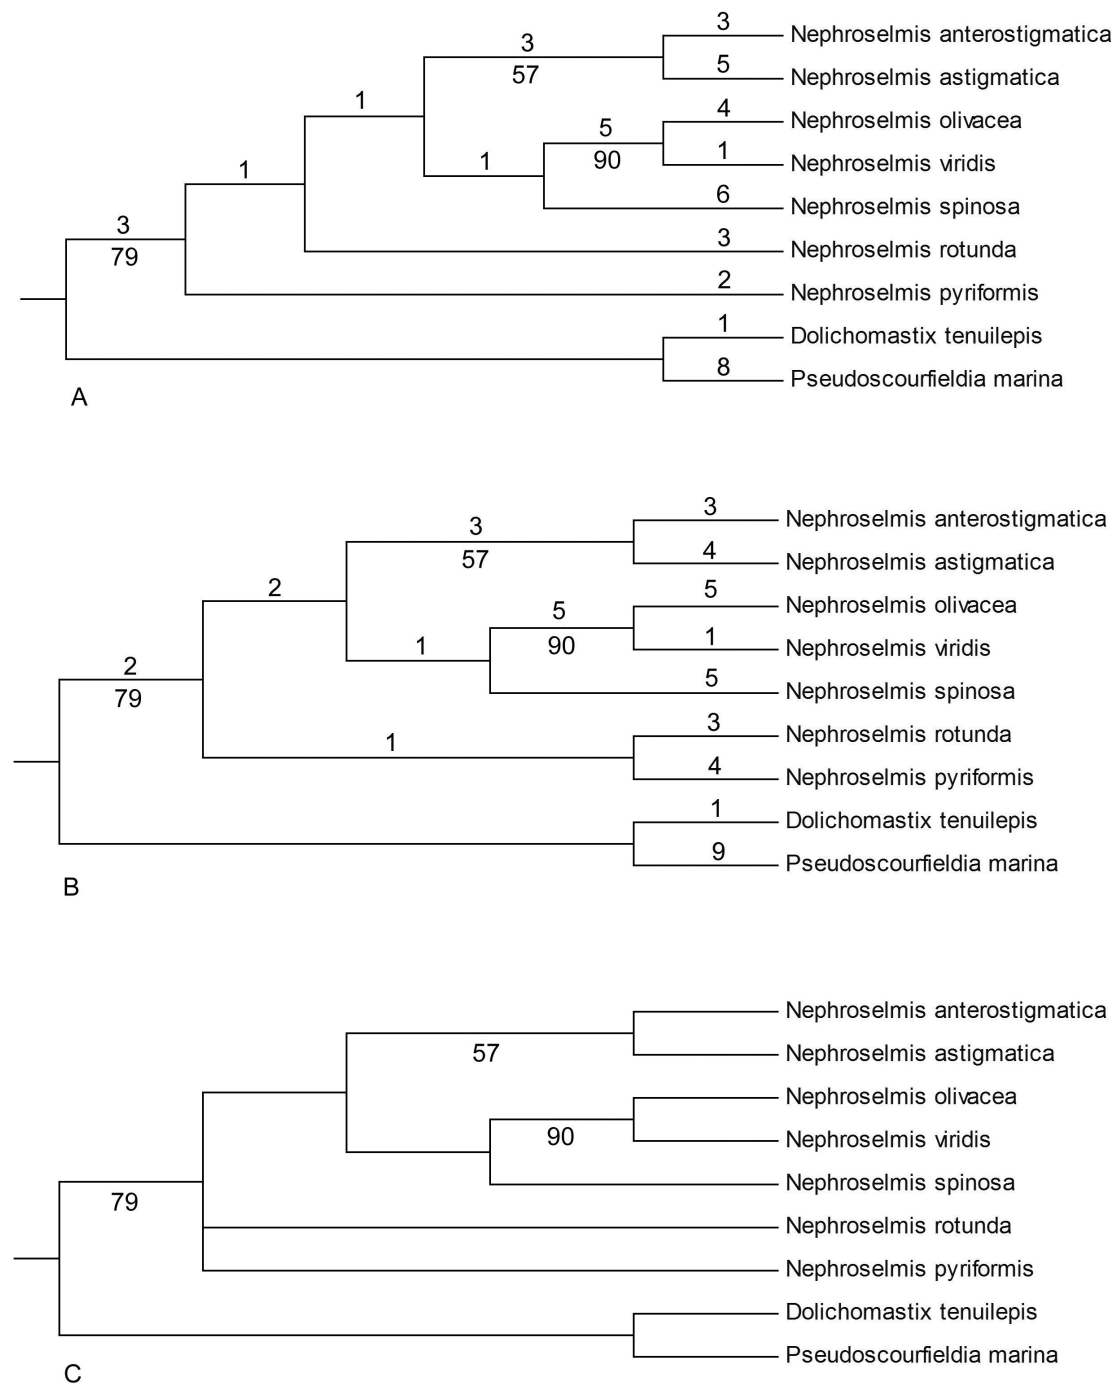 3
Nephroselmis anterostigmatica
3
57
5
Nephroselmis astigmatica
1
4
Nephroselmis olivacea
5
90
1
Nephroselmis viridis
1
1
6
Nephroselmis spinosa
3
79
3
Nephroselmis rotunda
2
Nephroselmis pyriformis
1
Dolichomastix tenuilepis
8
Pseudoscourfieldia marina
A
3
Nephroselmis anterostigmatica
3
57
4
Nephroselmis astigmatica
2
5
Nephroselmis olivacea
5
90
1
Nephroselmis viridis
1
5
Nephroselmis spinosa
2
79
3
Nephroselmis rotunda
1
4
Nephroselmis pyriformis
1
Dolichomastix tenuilepis
9
Pseudoscourfieldia marina
B
Nephroselmis anterostigmatica
57
Nephroselmis astigmatica
Nephroselmis olivacea
90
Nephroselmis viridis
Nephroselmis spinosa
79
Nephroselmis rotunda
Nephroselmis pyriformis
Dolichomastix tenuilepis
Pseudoscourfieldia marina
C